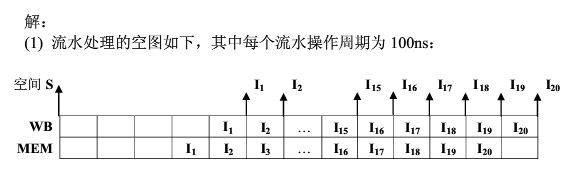 解：
(1) 流水处理的空图如下，其中每个流水操作周期为 100ns：
空间 S I₁ I₂ I₁₅ I₁₆ I₁₇ I₁₈ I₁₉ I₂₀
WB I₁ I₂ … I₁₅ I₁₆ I₁₇ I₁₈ I₁₉ I₂₀
MEM I₁ I₂ I₃ … I₁₆ I₁₇ I₁₈ I₁₉ I₂₀